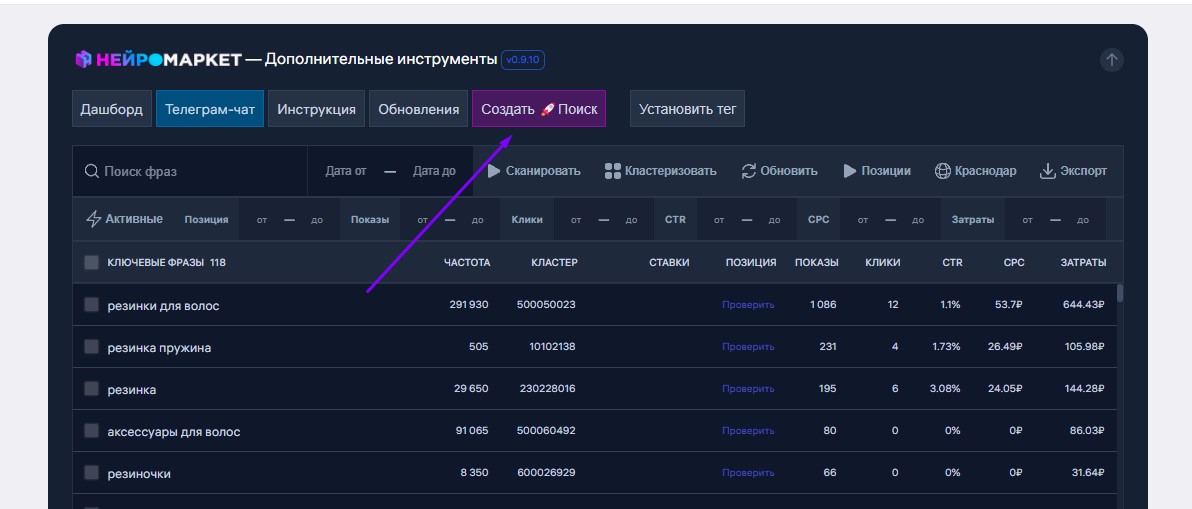 НЕЙРОМАРКЕТ — Дополнительные инструменты v0.9.10
Дашборд Телеграм-чат Инструкция Обновления Создать 🚀 Поиск Установить тег
Поиск фраз Дата от — Дата до Сканировать Кластеризовать Обновить Позиции Краснодар Экспорт
Активные Позиция от — до Показы от — до Клики от — до CTR от — до CPC от — до Затраты от — до
КЛЮЧЕВЫЕ ФРАЗЫ 118 ЧАСТОТА КЛАСТЕР СТАВКИ ПОЗИЦИЯ ПОКАЗЫ КЛИКИ CTR CPC ЗАТРАТЫ
резинки для волос 291 930 500050023 Проверить 1 086 12 1.1% 53.7₽ 644.43₽
резинка пружина 505 10102138 Проверить 231 4 1.73% 26.49₽ 105.98₽
резинка 29 650 230228016 Проверить 195 6 3.08% 24.05₽ 144.28₽
аксессуары для волос 91 065 500060492 Проверить 80 0 0% 0₽ 86.03₽
резиночки 8 350 600026929 Проверить 66 0 0% 0₽ 31.64₽